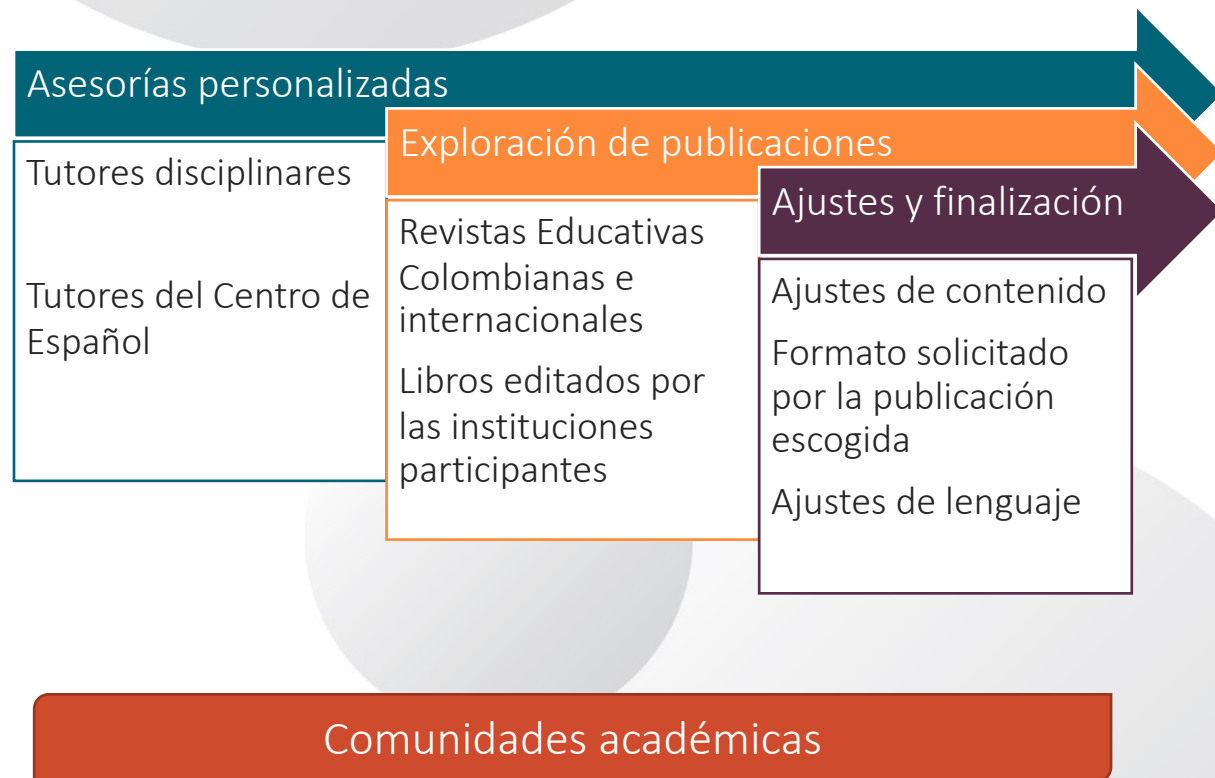 Asesorías personalizadas
Tutores disciplinares
Tutores del Centro de
Español
Exploración de publicaciones
Revistas Educativas
Colombianas e
internacionales
Libros editados por
las instituciones
participantes
Ajustes y finalización
Ajustes de contenido
Formato solicitado
por la publicación
escogida
Ajustes de lenguaje
Comunidades académicas